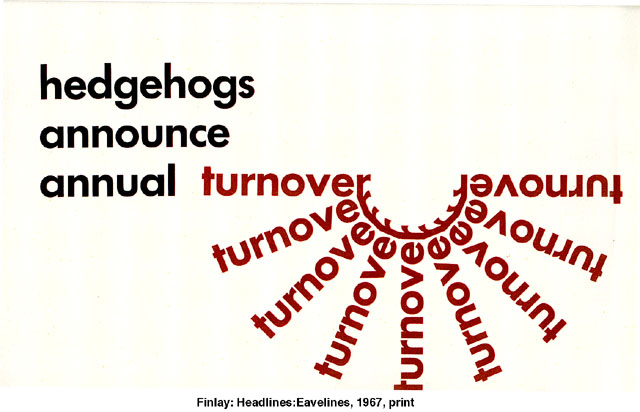 hedgehogs
announce
annual turnover
turnover
turnover
turnover
turnover
turnover
turnover
turnover
turnover
Finlay: Headlines:Eavelines, 1967, print